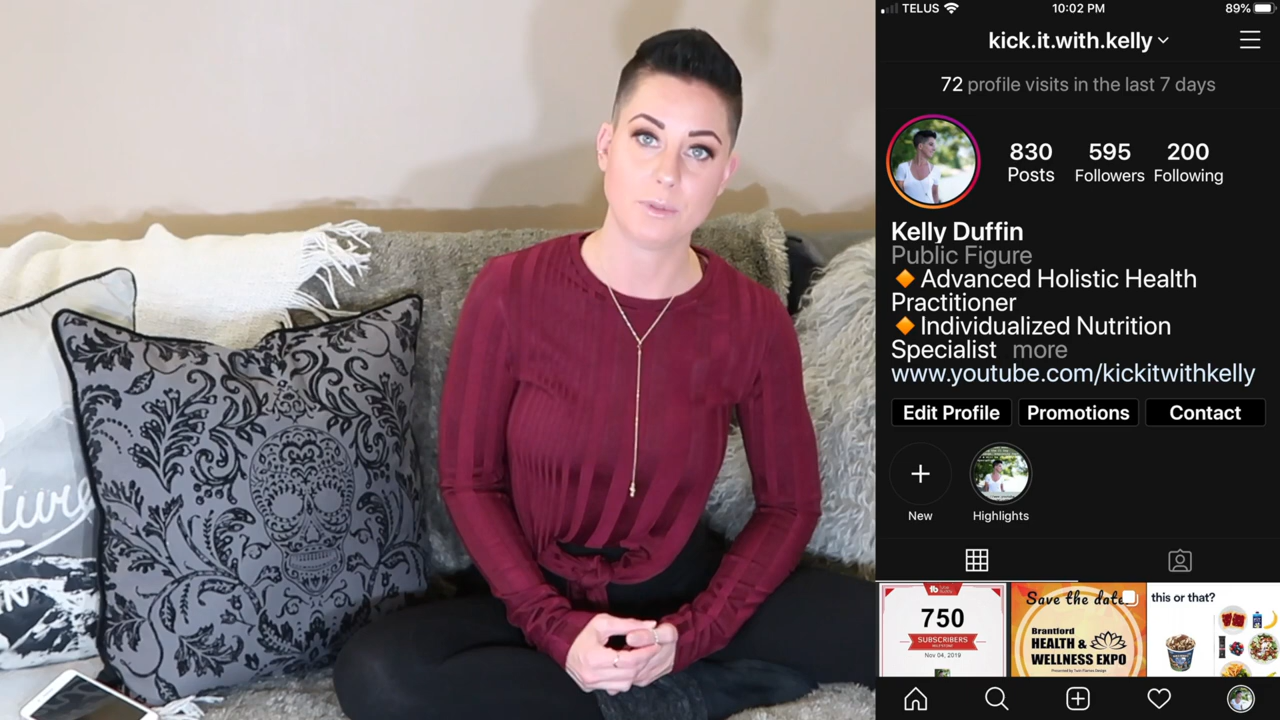 TELUS
10:02 PM
89%
kick.it.with.kelly
72 profile visits in the last 7 days
830
595
200
Posts
Followers
Following
Kelly Duffin
Public Figure
🔶Advanced Holistic Health
Practitioner
🔶Individualized Nutrition
Specialist more
www.youtube.com/kickitwithkelly
Edit Profile
Promotions
Contact
New
Highlights
750
SUBSCRIBERS
MILESTONE
Nov 04, 2019
Save the date
Brantford
HEALTH &
WELLNESS EXPO
this or that?